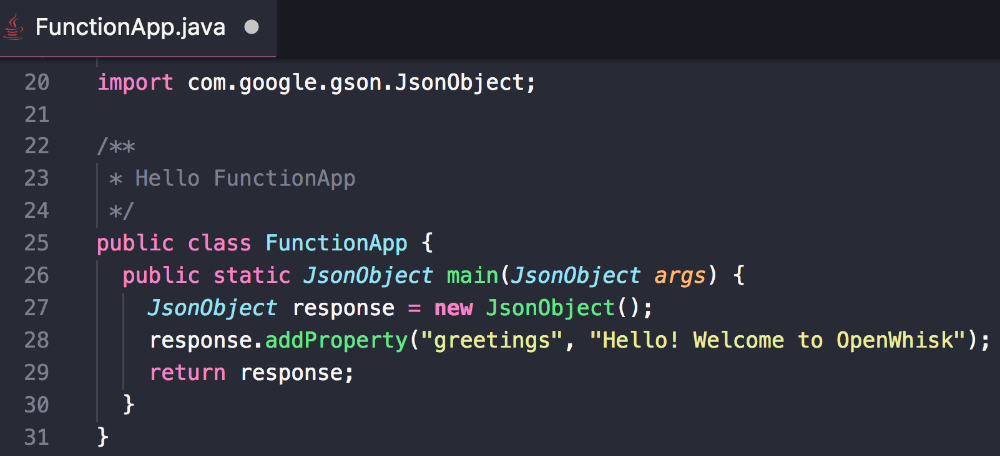 FunctionApp.java
20 import com.google.gson.JsonObject;
21
22 /**
23  * Hello FunctionApp
24  */
25 public class FunctionApp {
26   public static JsonObject main(JsonObject args) {
27     JsonObject response = new JsonObject();
28     response.addProperty("greetings", "Hello! Welcome to OpenWhisk");
29     return response;
30   }
31 }